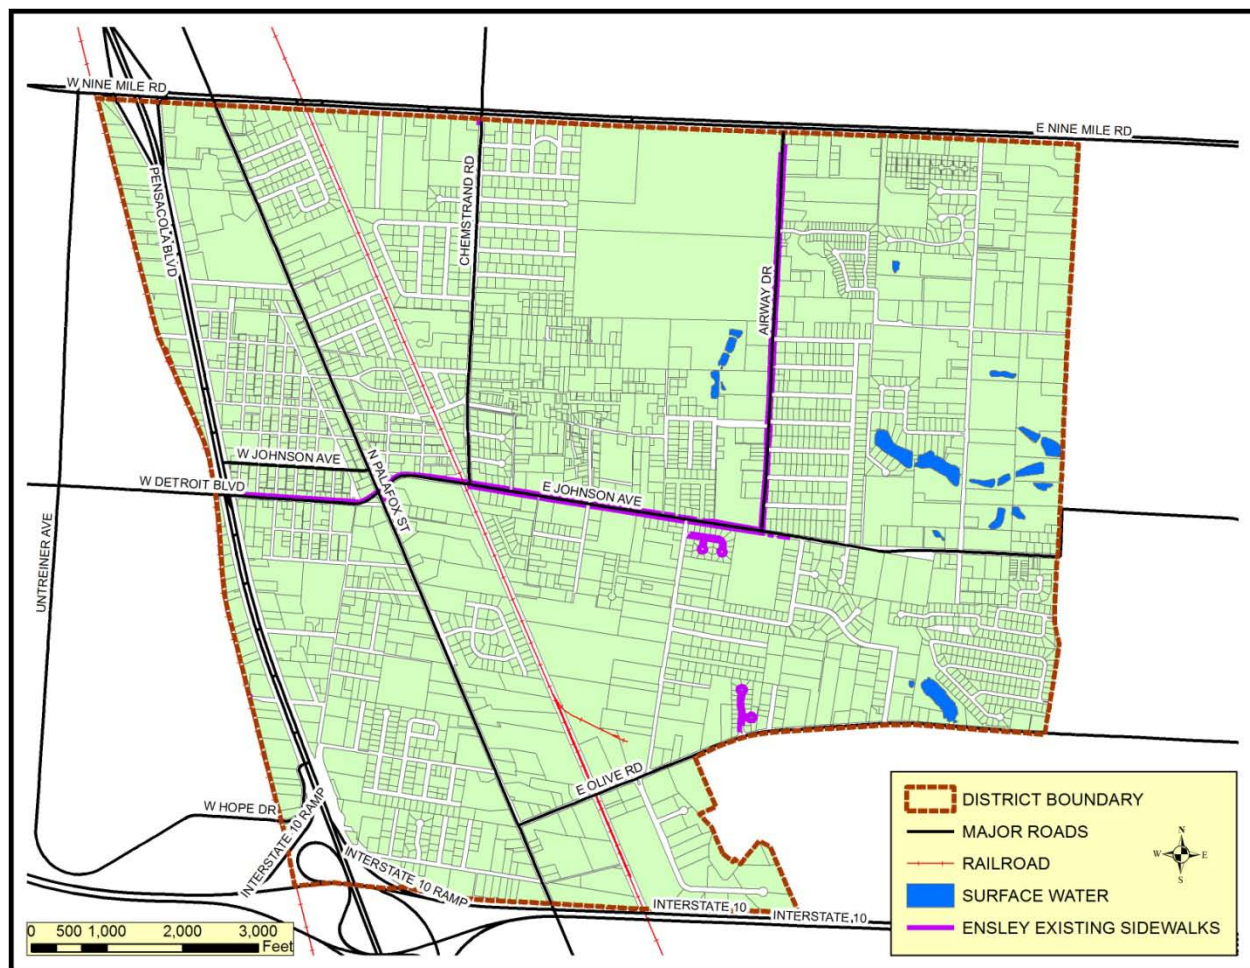 W NINE MILE RD
E NINE MILE RD
PENSACOLA BLVD
CHEMSTRAND RD
AIRWAY DR
W JOHNSON AVE
N PALAFOX ST
W DETROIT BLVD
E JOHNSON AVE
UNTREINER AVE
E OLIVE RD
W HOPE DR
INTERSTATE 10 RAMP
INTERSTATE 10 RAMP
INTERSTATE 10
INTERSTATE 10
DISTRICT BOUNDARY
MAJOR ROADS
RAILROAD
SURFACE WATER
ENSLEY EXISTING SIDEWALKS
N
W E
S
0 500 1,000 2,000 3,000
Feet